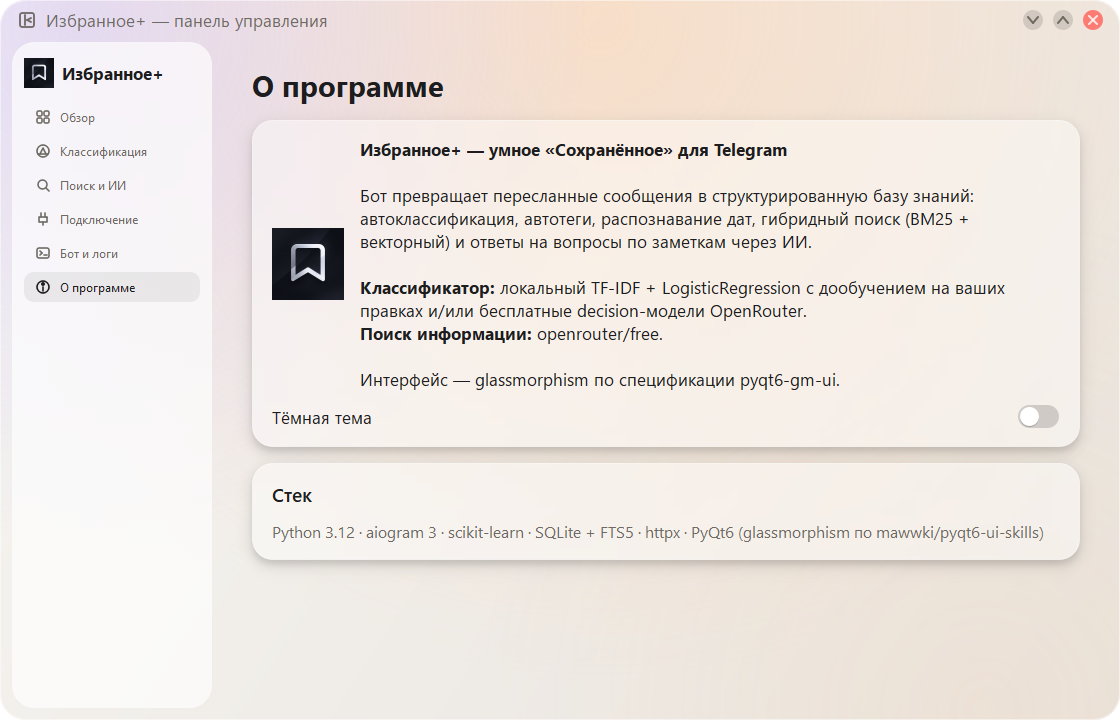 Избранное+ — панель управления
Избранное+
Обзор
Классификация
Поиск и ИИ
Подключение
Бот и логи
О программе
О программе
Избранное+ — умное «Сохранённое» для Telegram
Бот превращает пересланные сообщения в структурированную базу знаний:
автоклассификация, автотеги, распознавание дат, гибридный поиск (BM25 +
векторный) и ответы на вопросы по заметкам через ИИ.
Классификатор: локальный TF-IDF + LogisticRegression с дообучением на ваших
правках и/или бесплатные decision-модели OpenRouter.
Поиск информации: openrouter/free.
Интерфейс — glassmorphism по спецификации pyqt6-gm-ui.
Тёмная тема
Стек
Python 3.12 · aiogram 3 · scikit-learn · SQLite + FTS5 · httpx · PyQt6 (glassmorphism по mawwki/pyqt6-ui-skills)